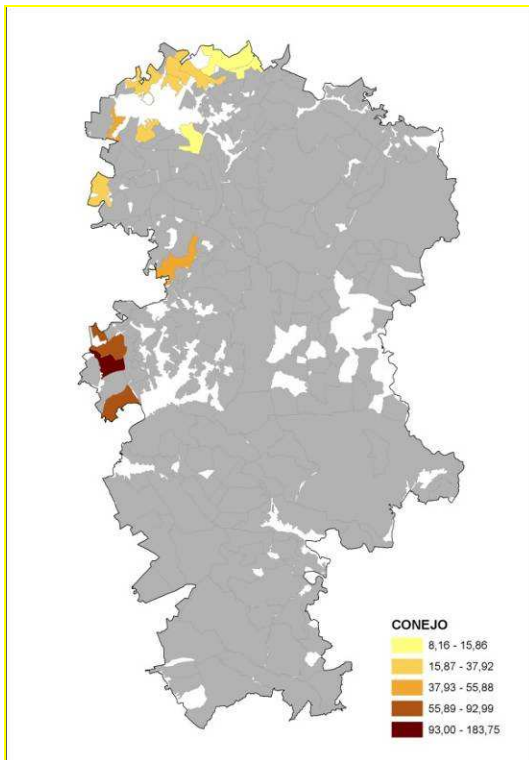 CONEJO
8,16 - 15,86
15,87 - 37,92
37,93 - 55,88
55,89 - 92,99
93,00 - 183,75